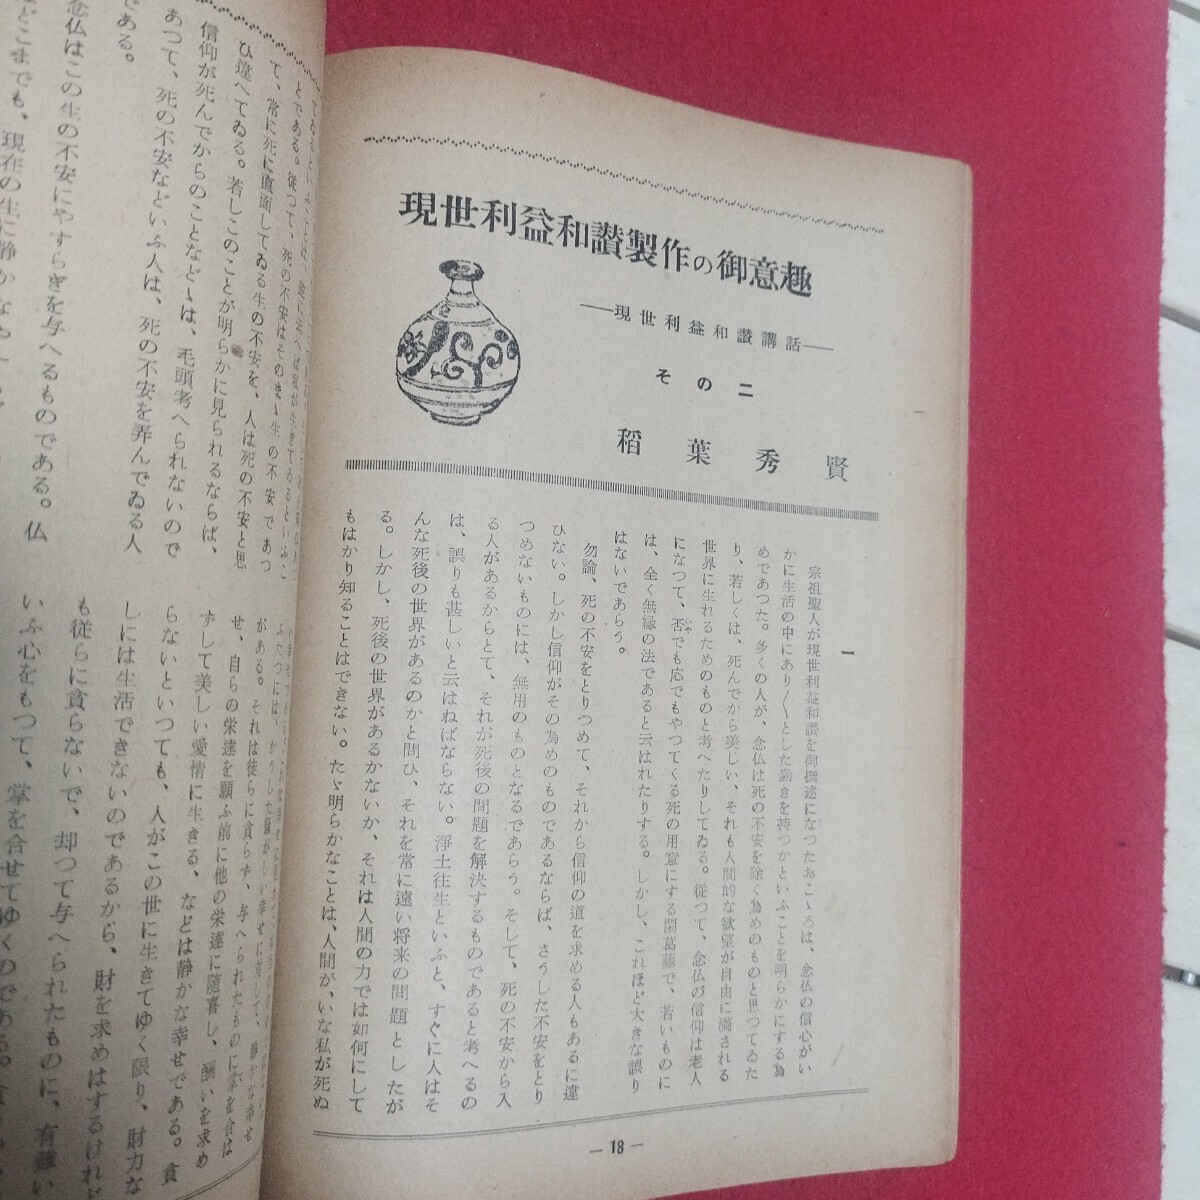 現世利益和讃製作の御意趣
―現世利益和讃講話―
その二
稲葉秀賢
一
宗祖聖人が現世利益和讃を御撰述になつたおこゝろは、念仏の信心がい
かに生活の中にあり〱とした働きを持つかといふことを明らかにする為
めであつた。多くの人が、念仏は死の不安を除く為めのものと思つてゐた
り、若しくは、死んでから美しい、それも人間的な欲望が自由に満される
世界に生れるためのものと考へたりしてゐる。従つて、念仏の信仰は老人
になつて、否でも応でもやつてくる死の用意にする閑葛藤で、若いものに
は、全く無縁の法であると云はれたりする。しかし、これほど大きな誤り
はないであらう。
勿論、死の不安をとりつめて、それから信仰の道を求める人もあるに違
ひない。しかし信仰がその為めのものであるならば、さうした不安をとり
つめないものには、無用のものとなるであらう。そして、死の不安から入
る人があるからとて、それが死後の問題を解決するものであると考へるの
は、誤りも甚しいと云はねばならない。淨土往生といふと、すぐに人はそ
んな死後の世界があるのかと問ひ、それを常に遠い将来の問題としたが
る。しかし、死後の世界があるかないか、それは人間の力では如何にして
もはかり知ることはできない。たゞ明らかなことは、人間が、いな私が死ぬ
―18―
とである。従つて、死の不安はそのまゝ生の不安であつ
て、常に死に直面してゐる生の不安を、人は死の不安と思
ひ違へてゐる。若しこのことが明らかに見られるならば、
信仰が死んでからのことなどゝは、毛頭考へられないので
あつて、死の不安などいふ人は、死の不安を弄んでゐる人
である。
念仏はこの生の不安にやすらぎを与へるものである。仏
どこまでも、現在の生に静かなや
がある。それは徒らに貪らず、与へられたものに掌を合は
せ、自らの栄達を願ふ前に他の栄達に随喜し、酬いを求め
ずして美しい愛情に生きる、などは静かな幸せである。貪
らないといつても、人がこの世に生きてゆく限り、財力な
しには生活できないのであるから、財を求めはするけれど
も徒らに貪らないで、却つて与へられたものに、有難い
いふ心をもつて、掌を合せてゆくのである。